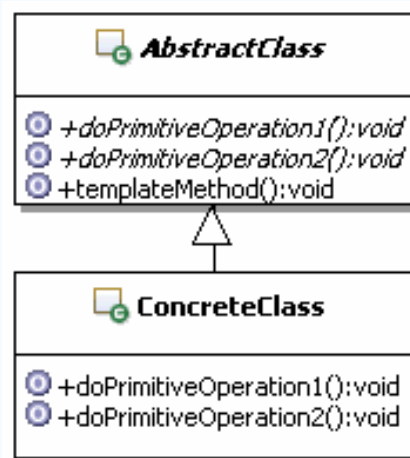 AbstractClass
+doPrimitiveOperation1():void
+doPrimitiveOperation2():void
+templateMethod():void
ConcreteClass
+doPrimitiveOperation1():void
+doPrimitiveOperation2():void